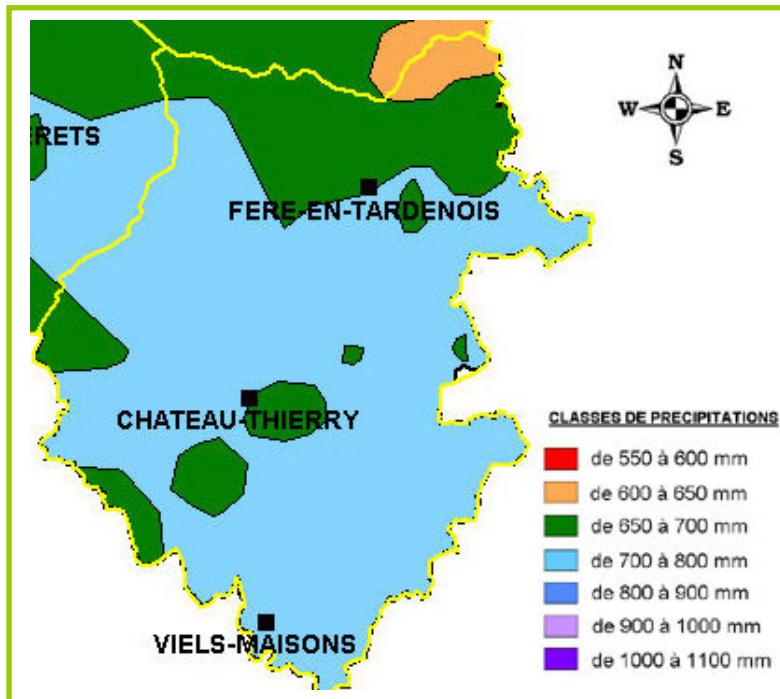 N
W E
S
ERETS
FERE-EN-TARDENOIS
CHATEAU-THIERRY
VIELS-MAISONS
CLASSES DE PRECIPITATIONS
de 550 à 600 mm
de 600 à 650 mm
de 650 à 700 mm
de 700 à 800 mm
de 800 à 900 mm
de 900 à 1000 mm
de 1000 à 1100 mm